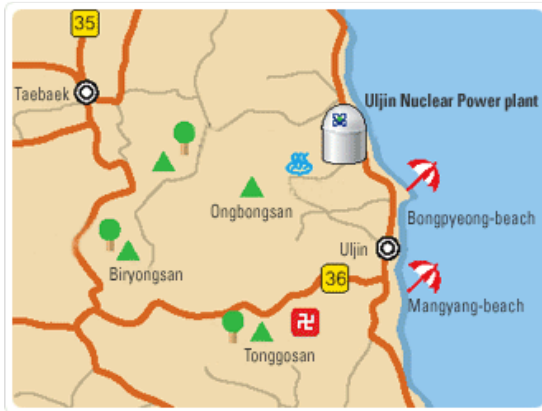 35
Taebaek
Uljin Nuclear Power plant
Ongbongsan
Bongpyeong-beach
Uljin
Biryongsan
36
Mangyang-beach
Tonggosan